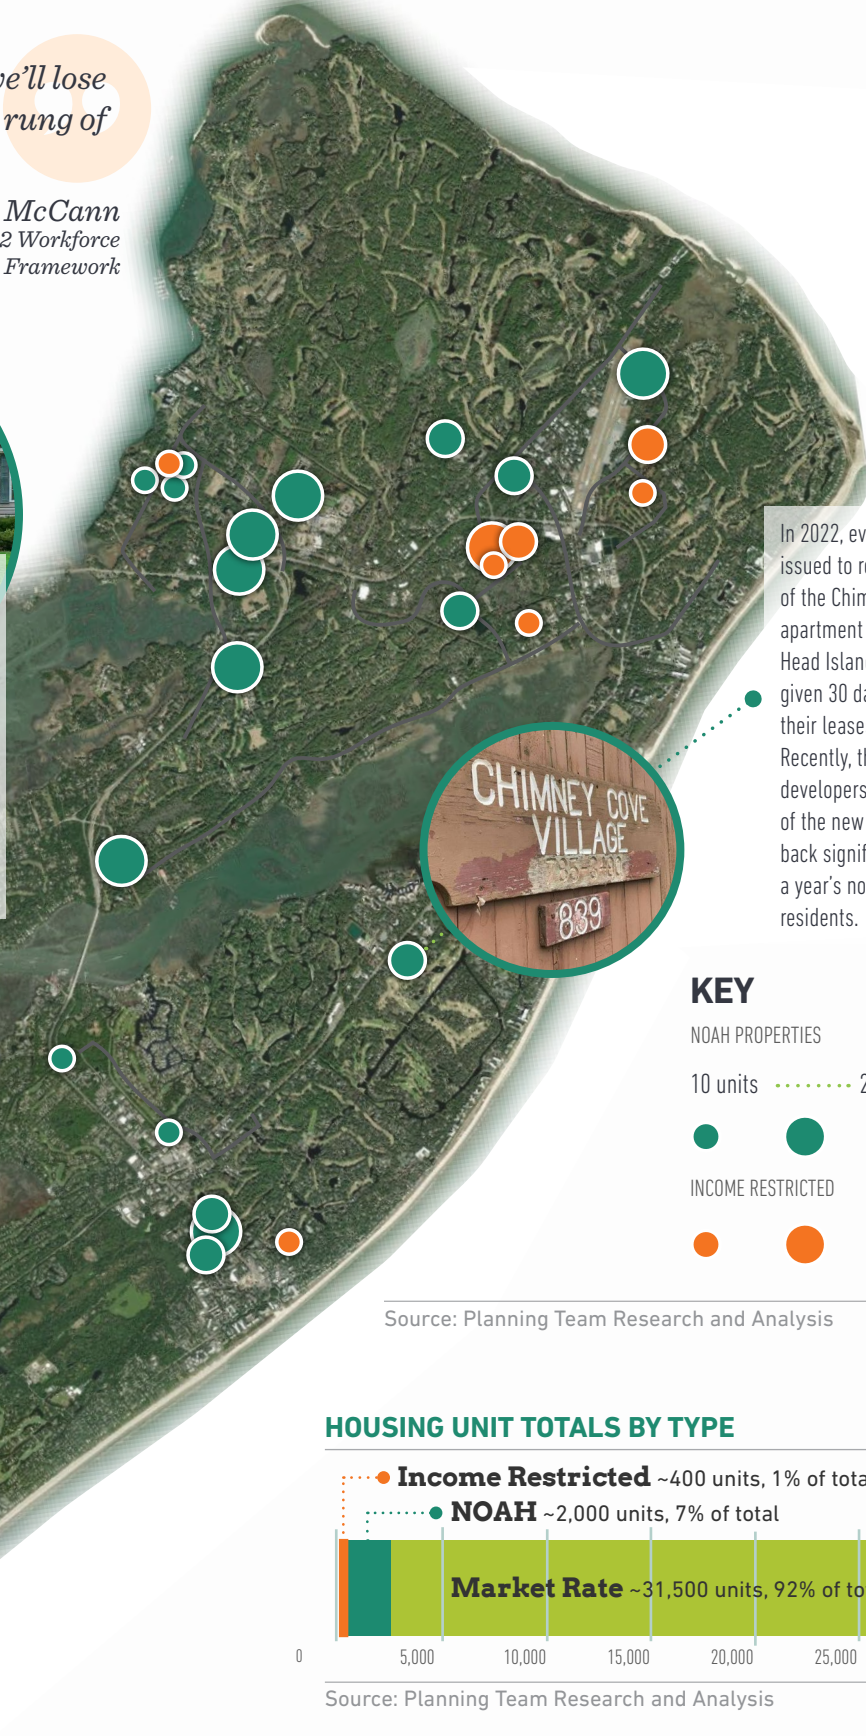 we'll lose
rung of
McCann
2 Workforce
Framework
In 2022, ev
issued to r
of the Chim
apartment
Head Islan
given 30 da
their lease
Recently, th
developers
of the new
back signif
a year's no
residents.
CHIMNEY COVE
VILLAGE
839
KEY
NOAH PROPERTIES
10 units
2
INCOME RESTRICTED
Source: Planning Team Research and Analysis
HOUSING UNIT TOTALS BY TYPE
Income Restricted ~400 units, 1% of tota
NOAH ~2,000 units, 7% of total
Market Rate ~31,500 units, 92% of to
0 5,000 10,000 15,000 20,000 25,000
Source: Planning Team Research and Analysis